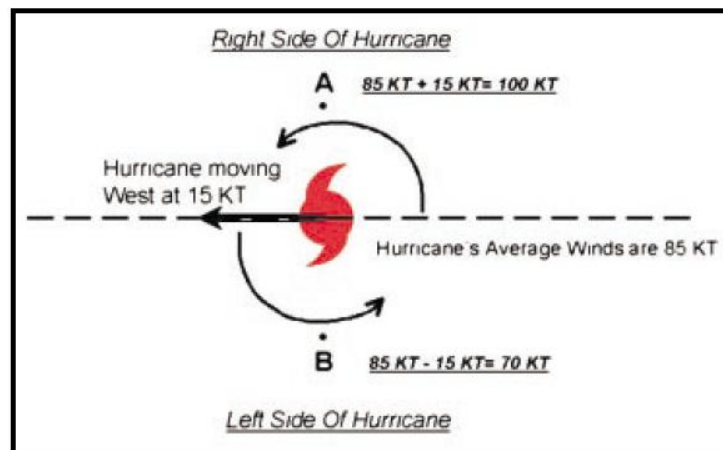 Right Side Of Hurricane
A
85 KT + 15 KT= 100 KT
Hurricane moving
West at 15 KT
Hurricane's Average Winds are 85 KT
B
85 KT - 15 KT= 70 KT
Left Side Of Hurricane